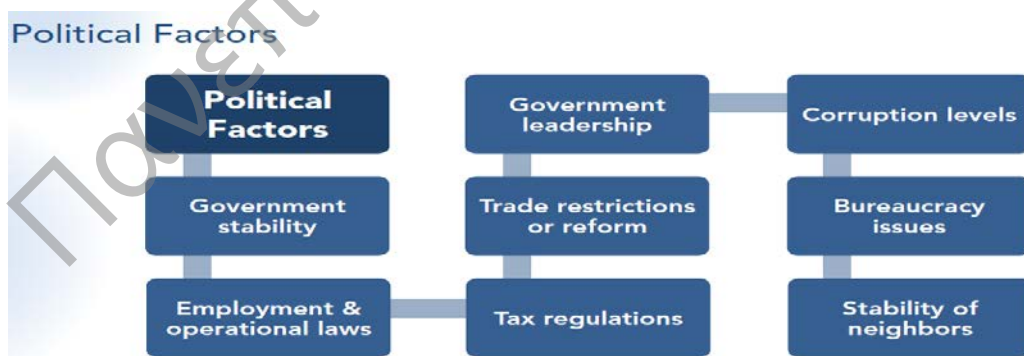 Political Factors
Political
Factors
Government
stability
Employment &
operational laws
Tax regulations
Trade restrictions
or reform
Government
leadership
Corruption levels
Bureaucracy
issues
Stability of
neighbors
Πανεπ